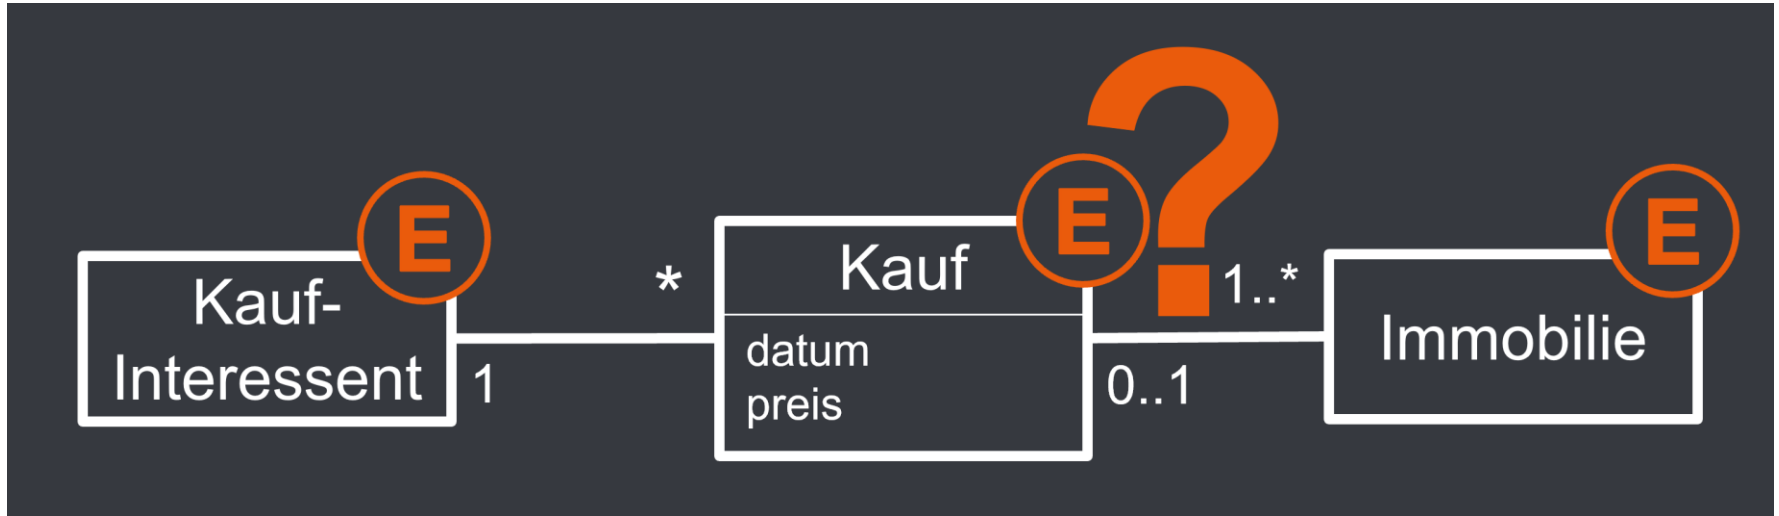 E
Kauf-
Interessent
1
*
E
Kauf
datum
preis
?
1..*
0..1
E
Immobilie